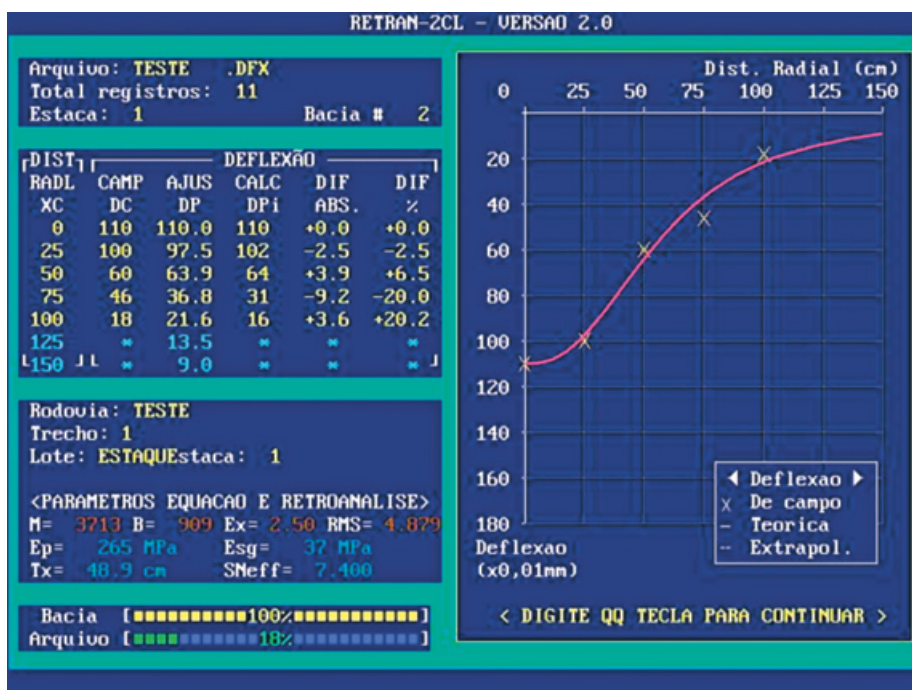 RETRAN-2CL - VERSAO 2.0
Arquivo: TESTE .DFX
Total registros: 11
Estaca: 1 Bacia # 2
DIST DEFLEXÃO
RADL CAMP AJUS CALC DIF DIF
XC DC DP DPi ABS. %
0 110 110.0 110 +0.0 +0.0
25 100 97.5 102 -2.5 -2.5
50 60 63.9 64 +3.9 +6.5
75 46 36.8 31 -9.2 -20.0
100 18 21.6 16 +3.6 +20.2
125 * 13.5 * * *
150 * 9.0 * * *
Rodovia: TESTE
Trecho: 1
Lote: ESTAQUEstaca: 1
<PARAMETROS EQUACAO E RETROANALISE>
M= 3713 B= 909 Ex= 2.50 RMS= 4.879
Ep= 265 MPa Esg= 37 MPa
Tx= 48.9 cm SNeff= 7.400
Bacia [100%]
Arquivo [18%]
Dist. Radial (cm)
0 25 50 75 100 125 150
20
40
60
80
100
120
140
160
180
Deflexao
(x0,01mm)
Deflexao
De campo
Teorica
Extrapol.
< DIGITE QQ TECLA PARA CONTINUAR >